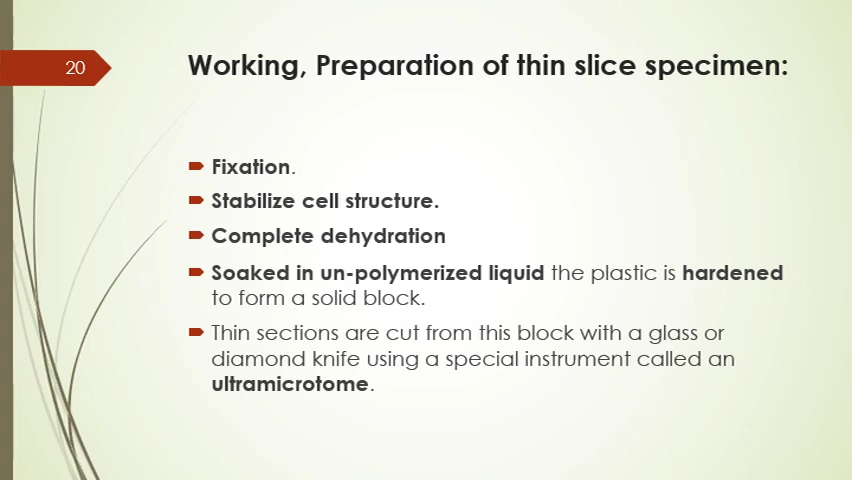 20
Working, Preparation of thin slice specimen:
Fixation.
Stabilize cell structure.
Complete dehydration
Soaked in un-polymerized liquid the plastic is hardened
to form a solid block.
Thin sections are cut from this block with a glass or
diamond knife using a special instrument called an
ultramicrotome.